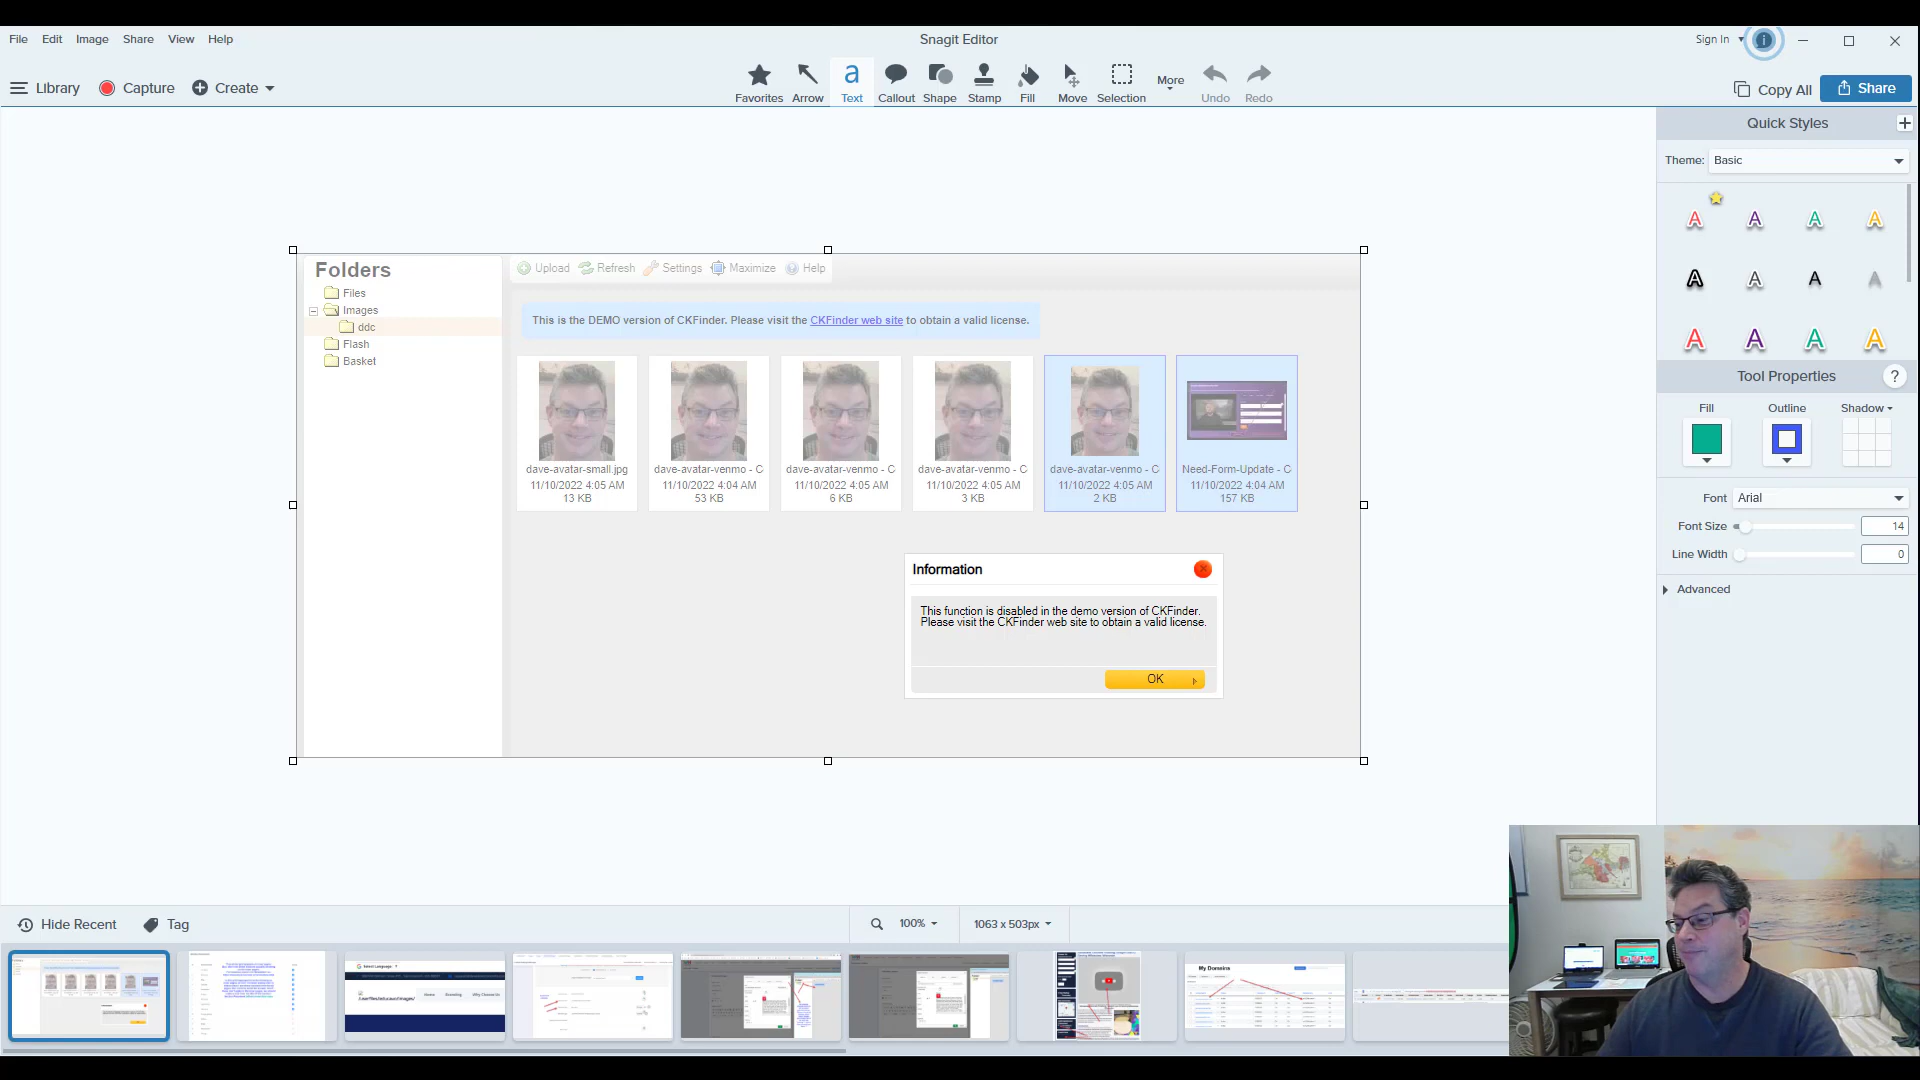 File Edit Image Share View Help
Snagit Editor
Sign In
Library Capture Create
Favorites Arrow Text Callout Shape Stamp Fill Move Selection More Undo Redo
Copy All Share
Quick Styles
Theme: Basic
Folders
Files
Images
ddc
Flash
Basket
Upload Refresh Settings Maximize Help
This is the DEMO version of CKFinder. Please visit the CKFinder web site to obtain a valid license.
dave-avatar-small.jpg
11/10/2022 4:05 AM
13 KB
dave-avatar-venmo - C
11/10/2022 4:04 AM
53 KB
dave-avatar-venmo - C
11/10/2022 4:05 AM
6 KB
dave-avatar-venmo - C
11/10/2022 4:05 AM
3 KB
dave-avatar-venmo - C
11/10/2022 4:05 AM
2 KB
Need-Form-Update - C
11/10/2022 4:04 AM
157 KB
Information
This function is disabled in the demo version of CKFinder.
Please visit the CKFinder web site to obtain a valid license.
OK
Tool Properties ?
Fill Outline Shadow
Font Arial
Font Size 14
Line Width 0
Advanced
Hide Recent Tag
100% 1063 x 503px
My Domains